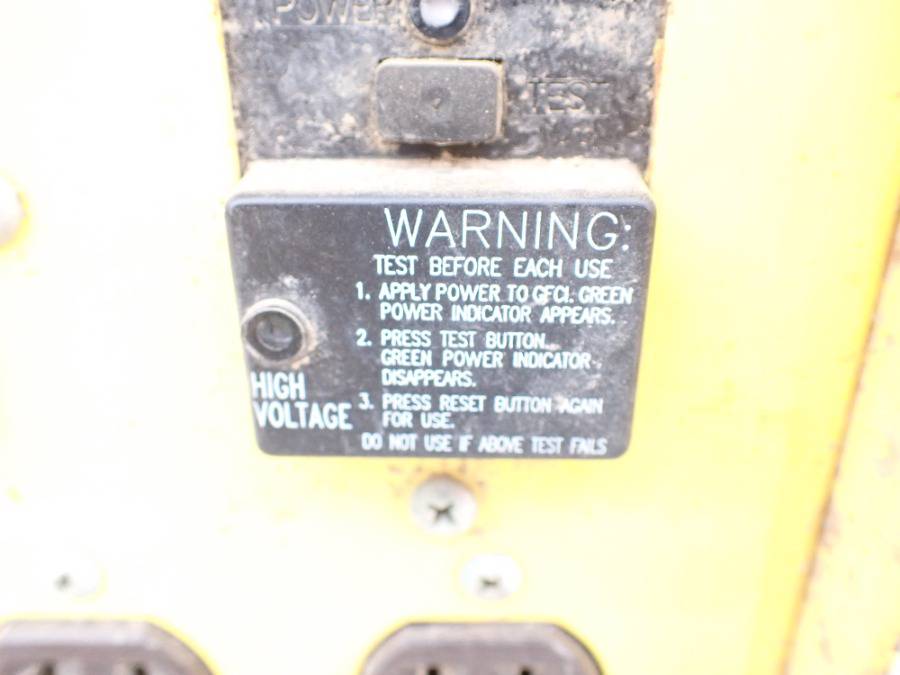 POWER
TEST
WARNING:
TEST BEFORE EACH USE
1. APPLY POWER TO GFCI. GREEN
POWER INDICATOR APPEARS.
2. PRESS TEST BUTTON.
GREEN POWER INDICATOR
DISAPPEARS.
3. PRESS RESET BUTTON AGAIN
FOR USE.
DO NOT USE IF ABOVE TEST FAILS
HIGH
VOLTAGE